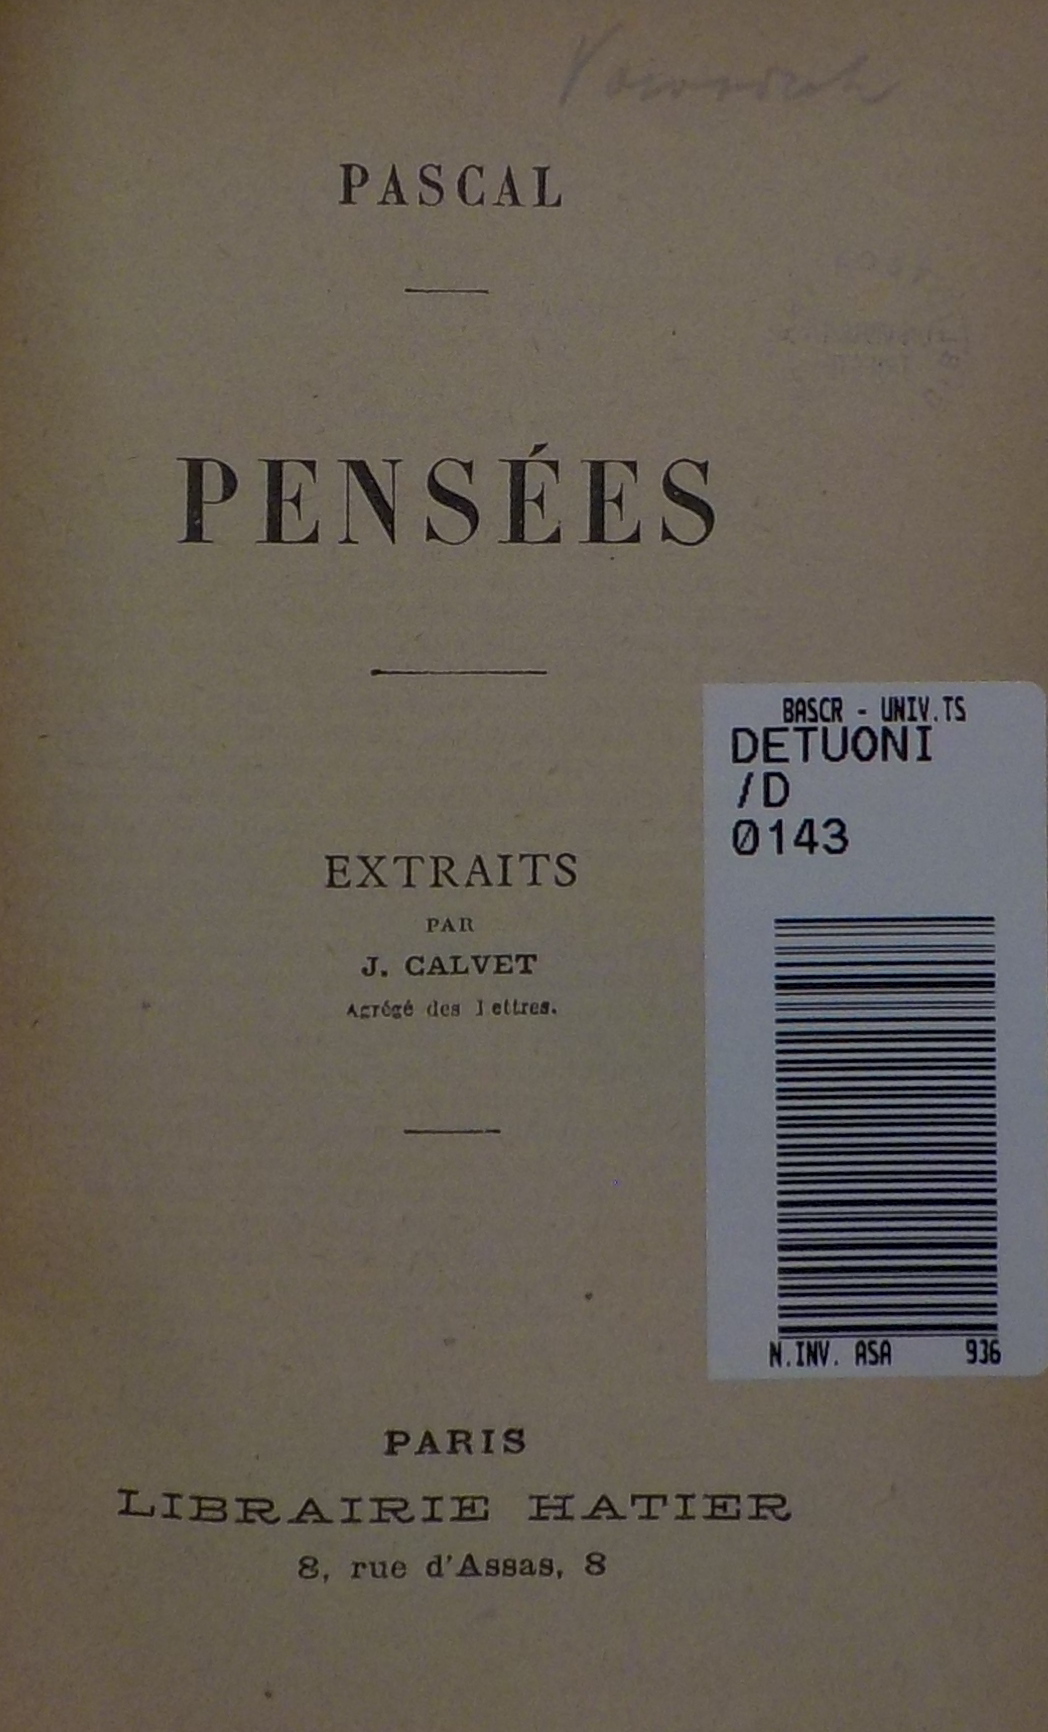 PASCAL
PENSÉES
BASCR - UNIV.TS
DETUONI
/D
0143
EXTRAITS
PAR
J. CALVET
Agrégé des Lettres.
N.INV. ASA 936
PARIS
LIBRAIRIE HATIER
8, rue d'Assas, 8